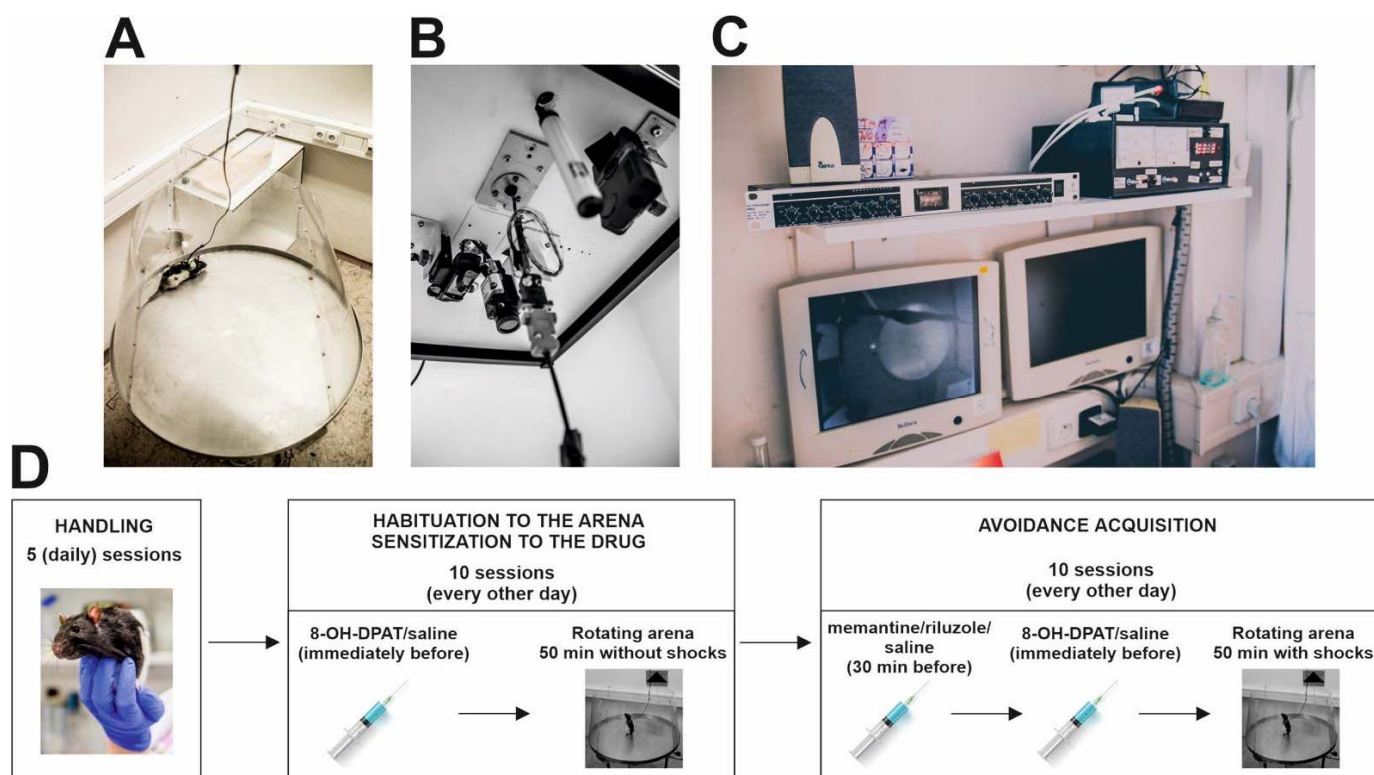 A
B
C
Genius
Belinea
D
HANDLING
5 (daily) sessions
HABITUATION TO THE ARENA
SENSITIZATION TO THE DRUG
10 sessions
(every other day)
8-OH-DPAT/saline
(immediately before)
Rotating arena
50 min without shocks
AVOIDANCE ACQUISITION
10 sessions
(every other day)
memantine/riluzole/
saline
(30 min before)
8-OH-DPAT/saline
(immediately before)
Rotating arena
50 min with shocks